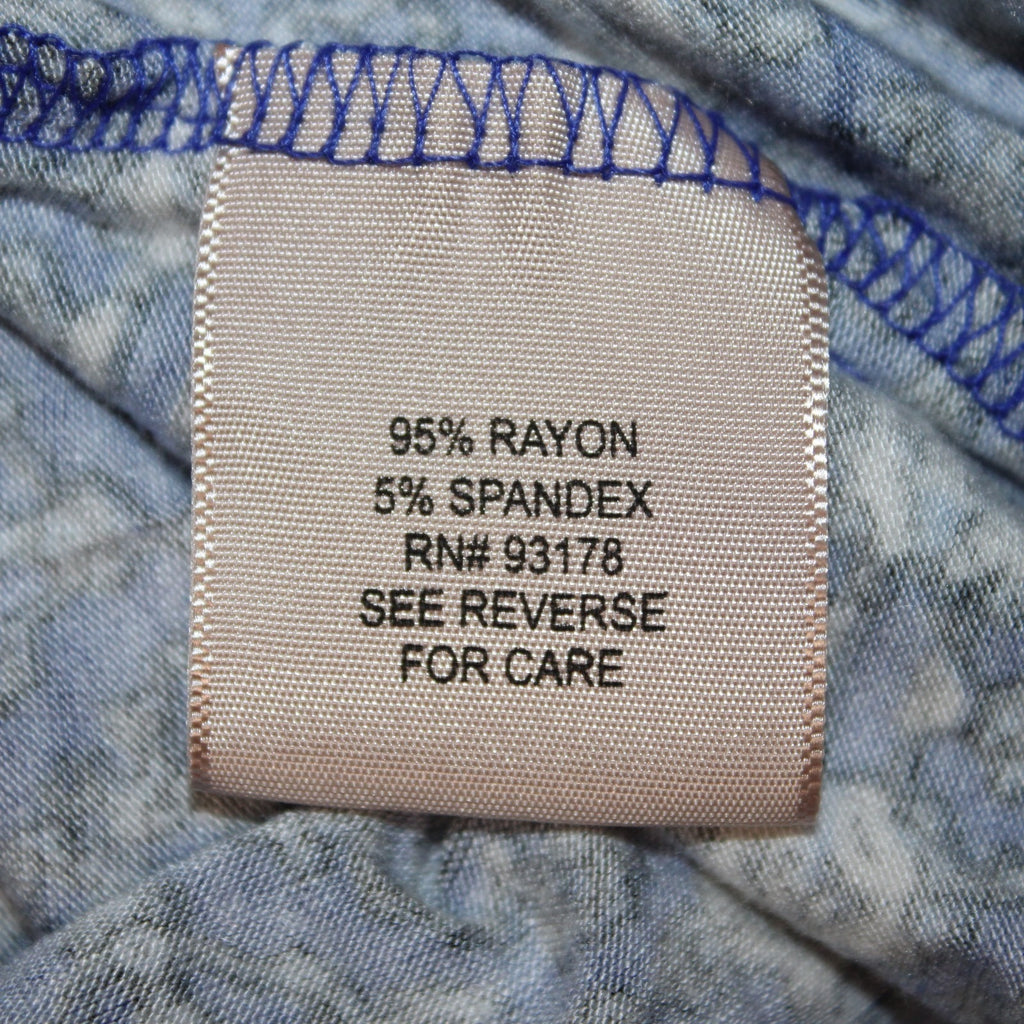 95% RAYON
5% SPANDEX
RN# 93178
SEE REVERSE
FOR CARE